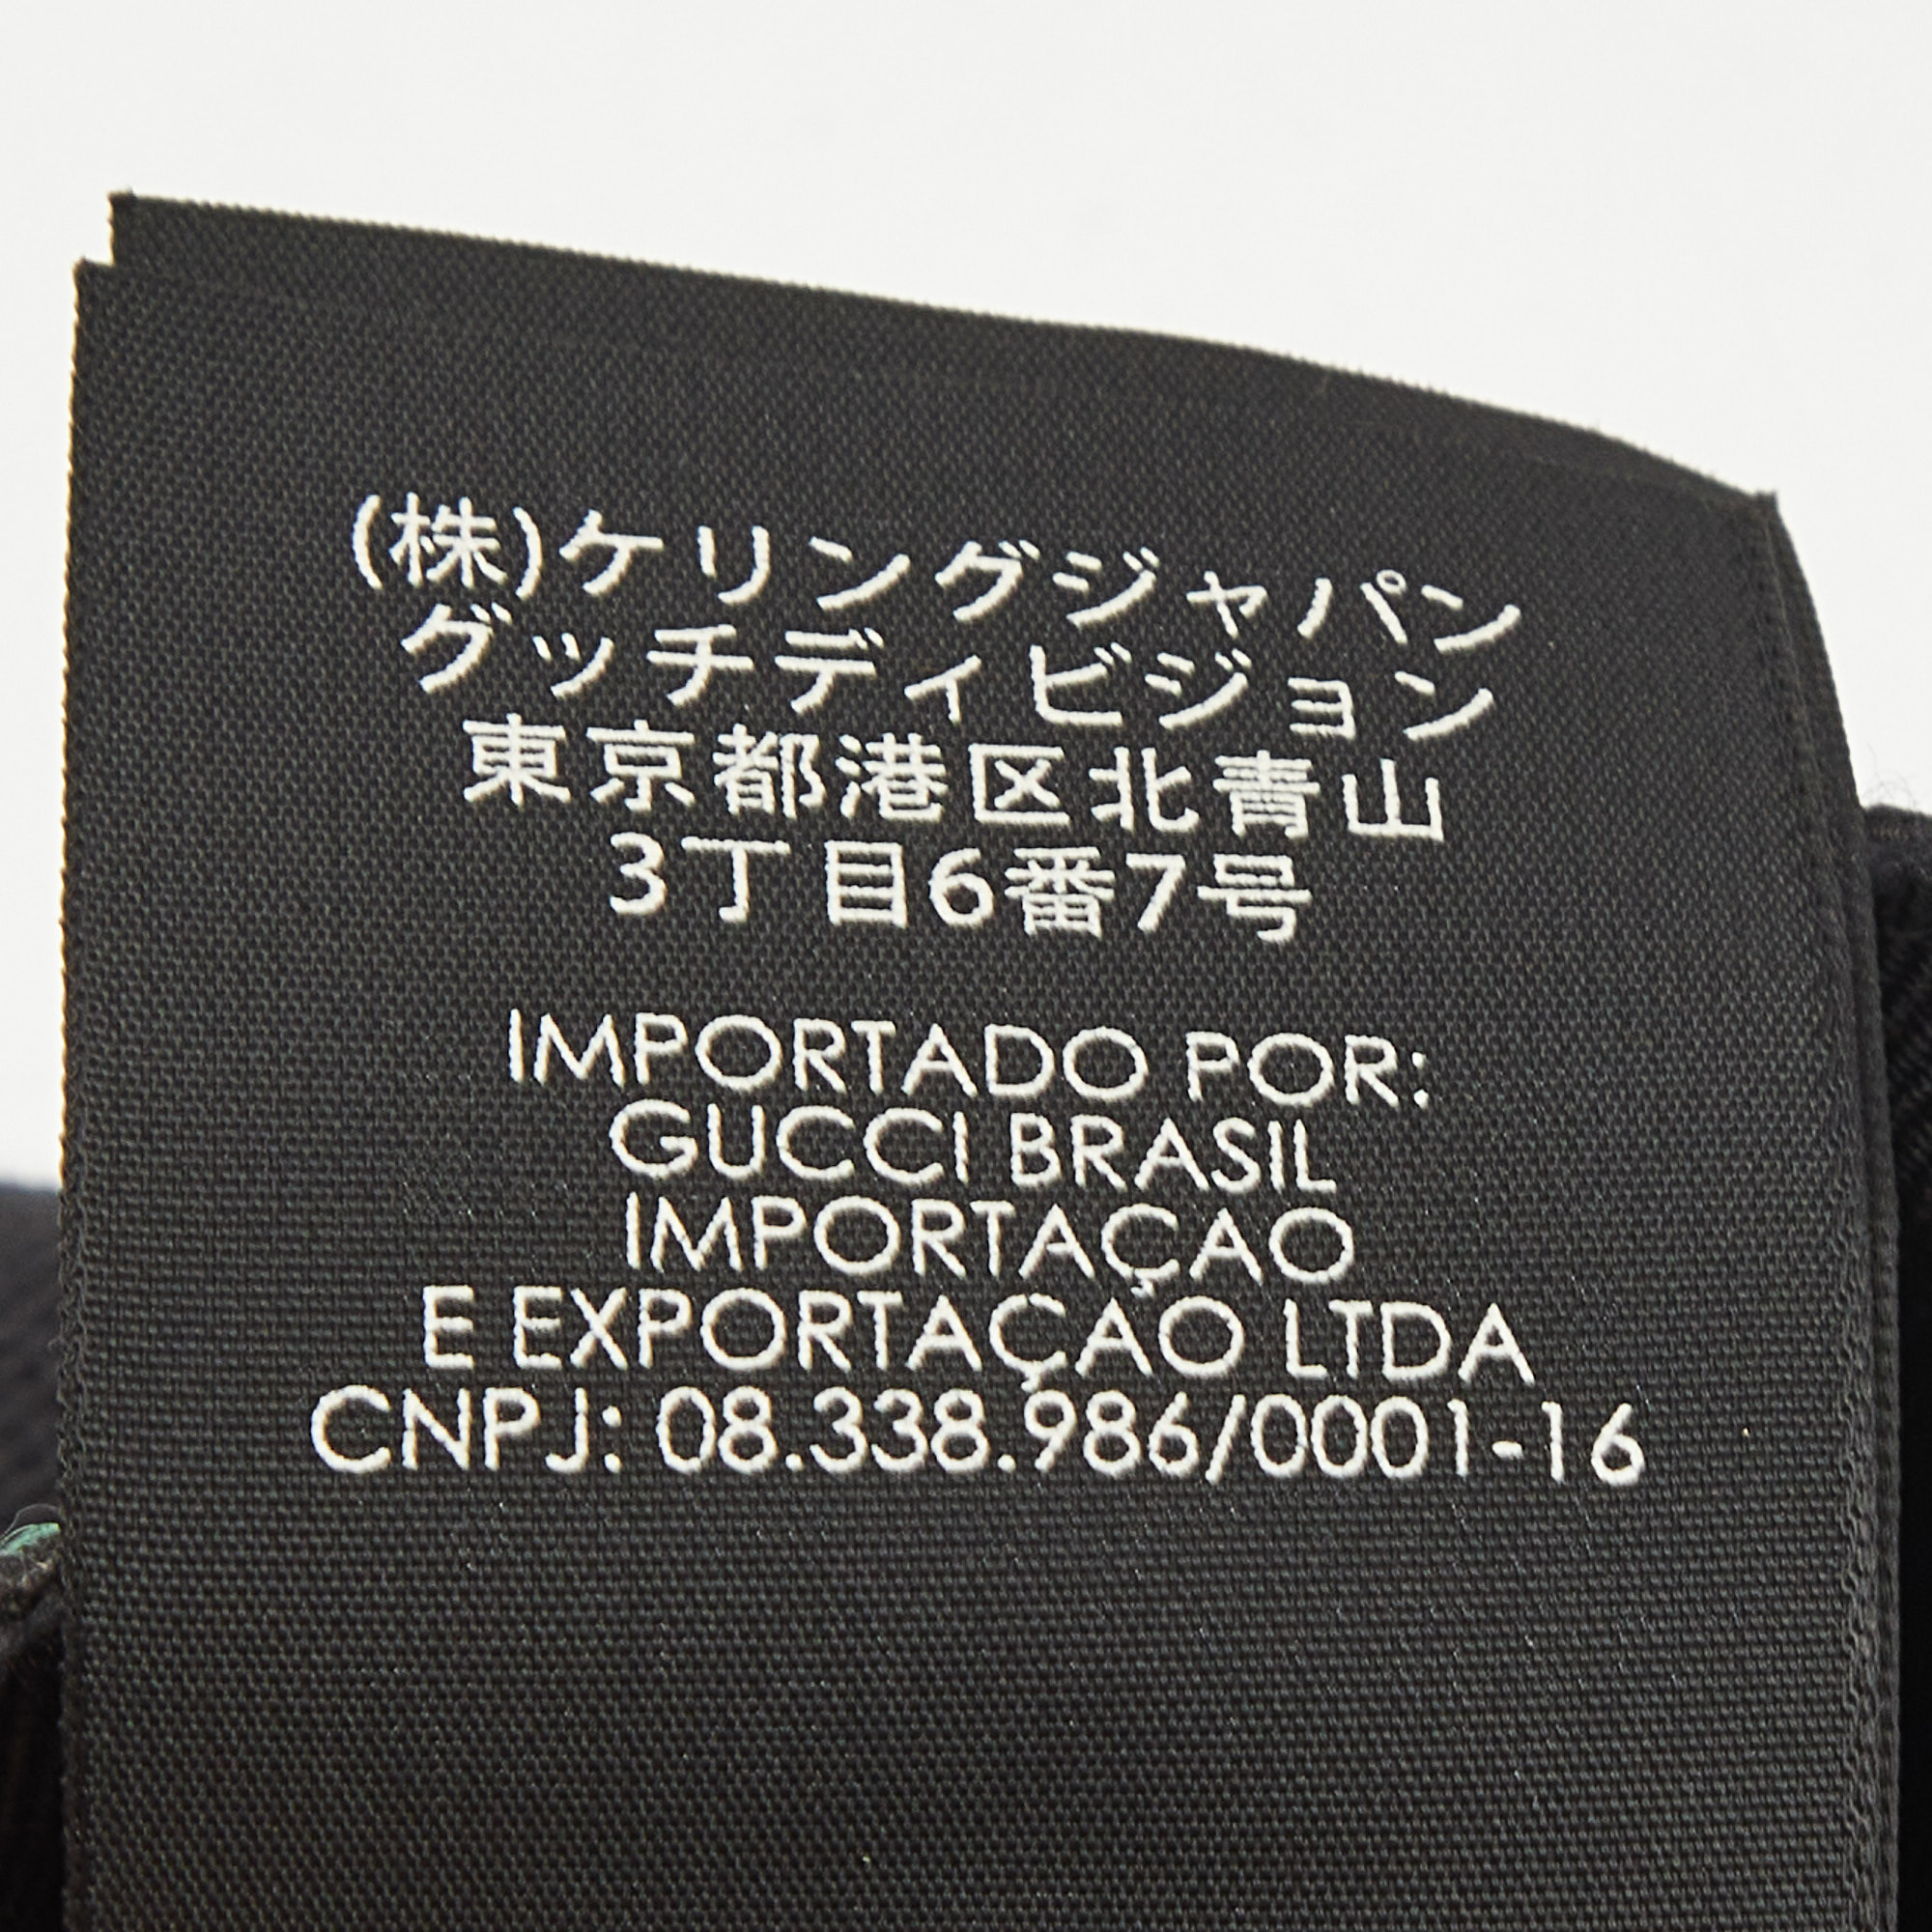 (株)ケリングジャパン
グッチディビジョン
東京都港区北青山
3丁目6番7号
IMPORTADO POR:
GUCCI BRASIL
IMPORTAÇAO
E EXPORTAÇAO LTDA
CNPJ: 08.338.986/0001-16